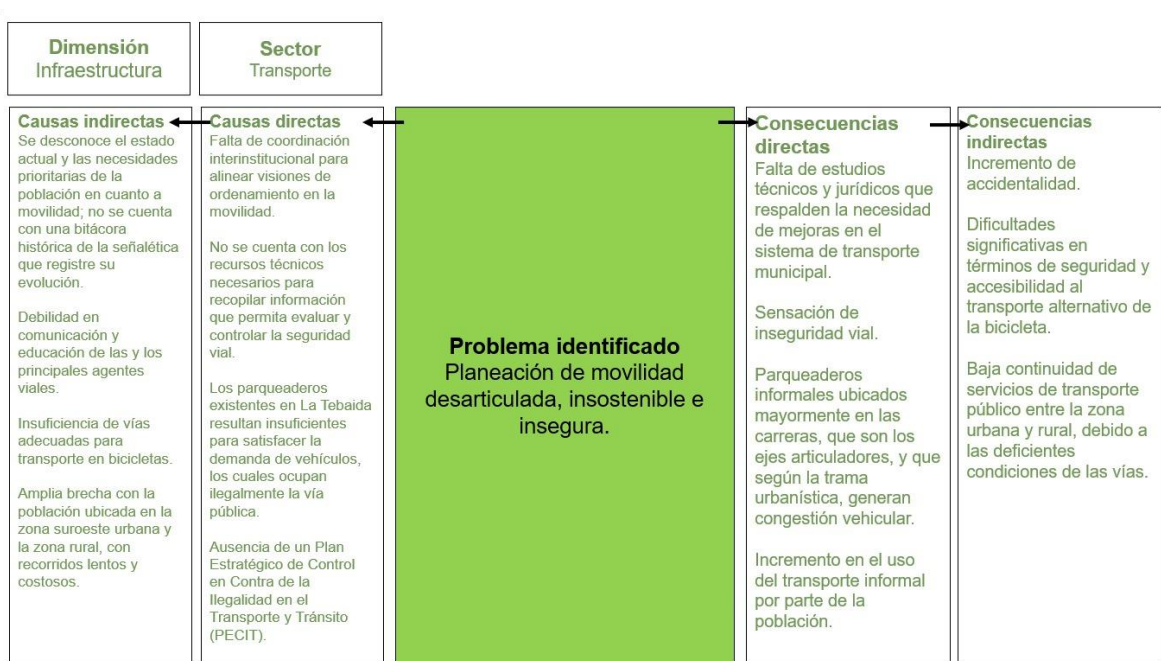 Dimensión
Infraestructura
Sector
Transporte
Causas indirectas
Se desconoce el estado
actual y las necesidades
prioritarias de la
población en cuanto a
movilidad; no se cuenta
con una bitácora
histórica de la señalética
que registre su
evolución.
Debilidad en
comunicación y
educación de las y los
principales agentes
viales.
Insuficiencia de vías
adecuadas para
transporte en bicicletas.
Amplia brecha con la
población ubicada en la
zona suroeste urbana y
la zona rural, con
recorridos lentos y
costosos.
Causas directas
Falta de coordinación
interinstitucional para
alinear visiones de
ordenamiento en la
movilidad.
No se cuenta con los
recursos técnicos
necesarios para
recopilar información
que permita evaluar y
controlar la seguridad
vial.
Los parqueaderos
existentes en La Tebaida
resultan insuficientes
para satisfacer la
demanda de vehículos,
los cuales ocupan
ilegalmente la vía
pública.
Ausencia de un Plan
Estratégico de Control
en Contra de la
Ilegalidad en el
Transporte y Tránsito
(PECIT).
Problema identificado
Planeación de movilidad
desarticulada, insostenible e
insegura.
Consecuencias
directas
Falta de estudios
técnicos y jurídicos que
respalden la necesidad
de mejoras en el
sistema de transporte
municipal.
Sensación de
inseguridad vial.
Parqueaderos
informales ubicados
mayormente en las
carreras, que son los
ejes articuladores, y que
según la trama
urbanística, generan
congestión vehicular.
Incremento en el uso
del transporte informal
por parte de la
población.
Consecuencias
indirectas
Incremento de
accidentalidad.
Dificultades
significativas en
términos de seguridad y
accesibilidad al
transporte alternativo de
la bicicleta.
Baja continuidad de
servicios de transporte
público entre la zona
urbana y rural, debido a
las deficientes
condiciones de las vías.